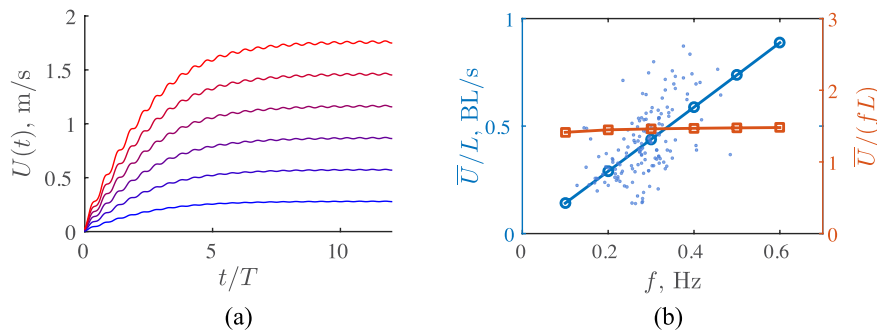 2
1.5
1
0.5
0
U(t), m/s
0 5 10
t/T
(a)
1
0.5
0
U̅/L, BL/s
3
2
1
0
U̅/(fL)
0 0.2 0.4 0.6
f, Hz
(b)